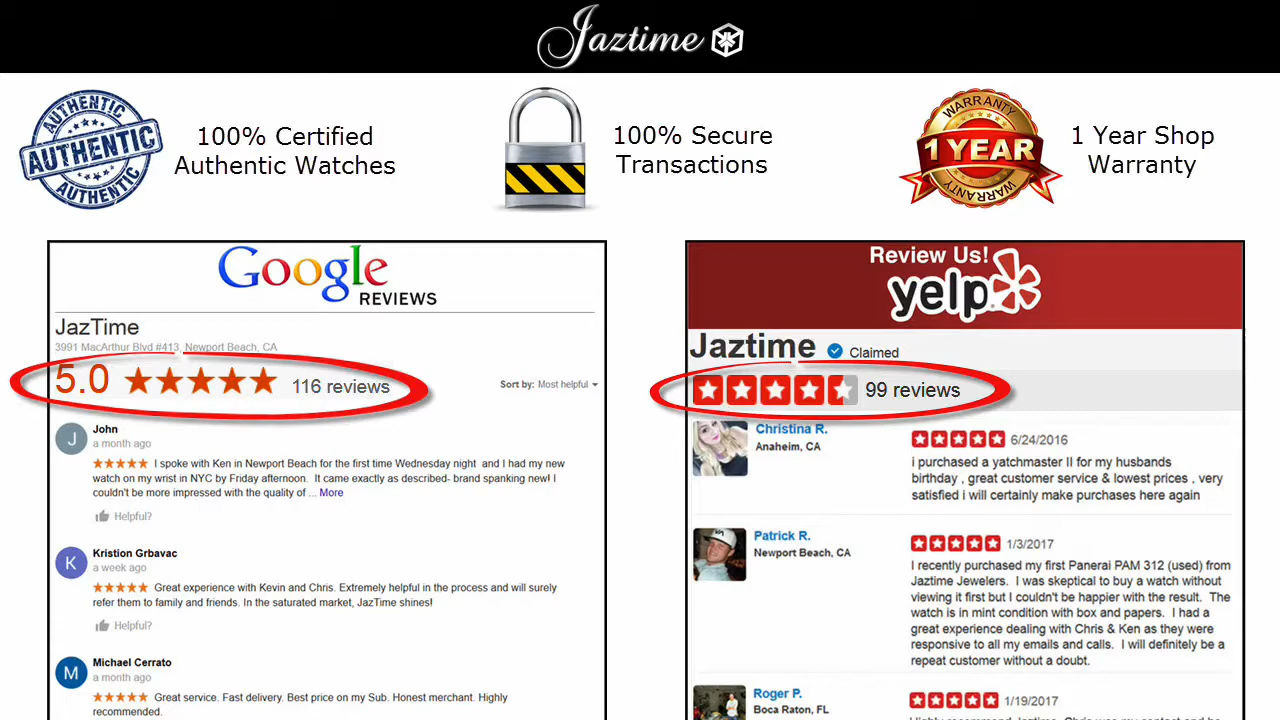 Jaztime
AUTHENTIC
AUTHENTIC
AUTHENTIC
100% Certified
Authentic Watches
100% Secure
Transactions
WARRANTY
1 YEAR
WARRANTY
1 Year Shop
Warranty
Google
REVIEWS
JazTime
3991 MacArthur Blvd #413, Newport Beach, CA
5.0 116 reviews
Sort by: Most helpful
J
John
a month ago
I spoke with Ken in Newport Beach for the first time Wednesday night and I had my new
watch on my wrist in NYC by Friday afternoon. It came exactly as described- brand spanking new! I
couldn't be more impressed with the quality of ... More
Helpful?
K
Kristion Grbavac
a week ago
Great experience with Kevin and Chris. Extremely helpful in the process and will surely
refer them to family and friends. In the saturated market, JazTime shines!
Helpful?
M
Michael Cerrato
a month ago
Great service. Fast delivery. Best price on my Sub. Honest merchant. Highly
recommended.
Review Us!
yelp
Jaztime Claimed
99 reviews
Christina R.
Anaheim, CA
6/24/2016
i purchased a yatchmaster II for my husbands
birthday , great customer service & lowest prices , very
satisfied i will certainly make purchases here again
Patrick R.
Newport Beach, CA
1/3/2017
I recently purchased my first Panerai PAM 312 (used) from
Jaztime Jewelers. I was skeptical to buy a watch without
viewing it first but I couldn't be happier with the result. The
watch is in mint condition with box and papers. I had a
great experience dealing with Chris & Ken as they were
responsive to all my emails and calls. I will definitely be a
repeat customer without a doubt.
Roger P.
Boca Raton, FL
1/19/2017